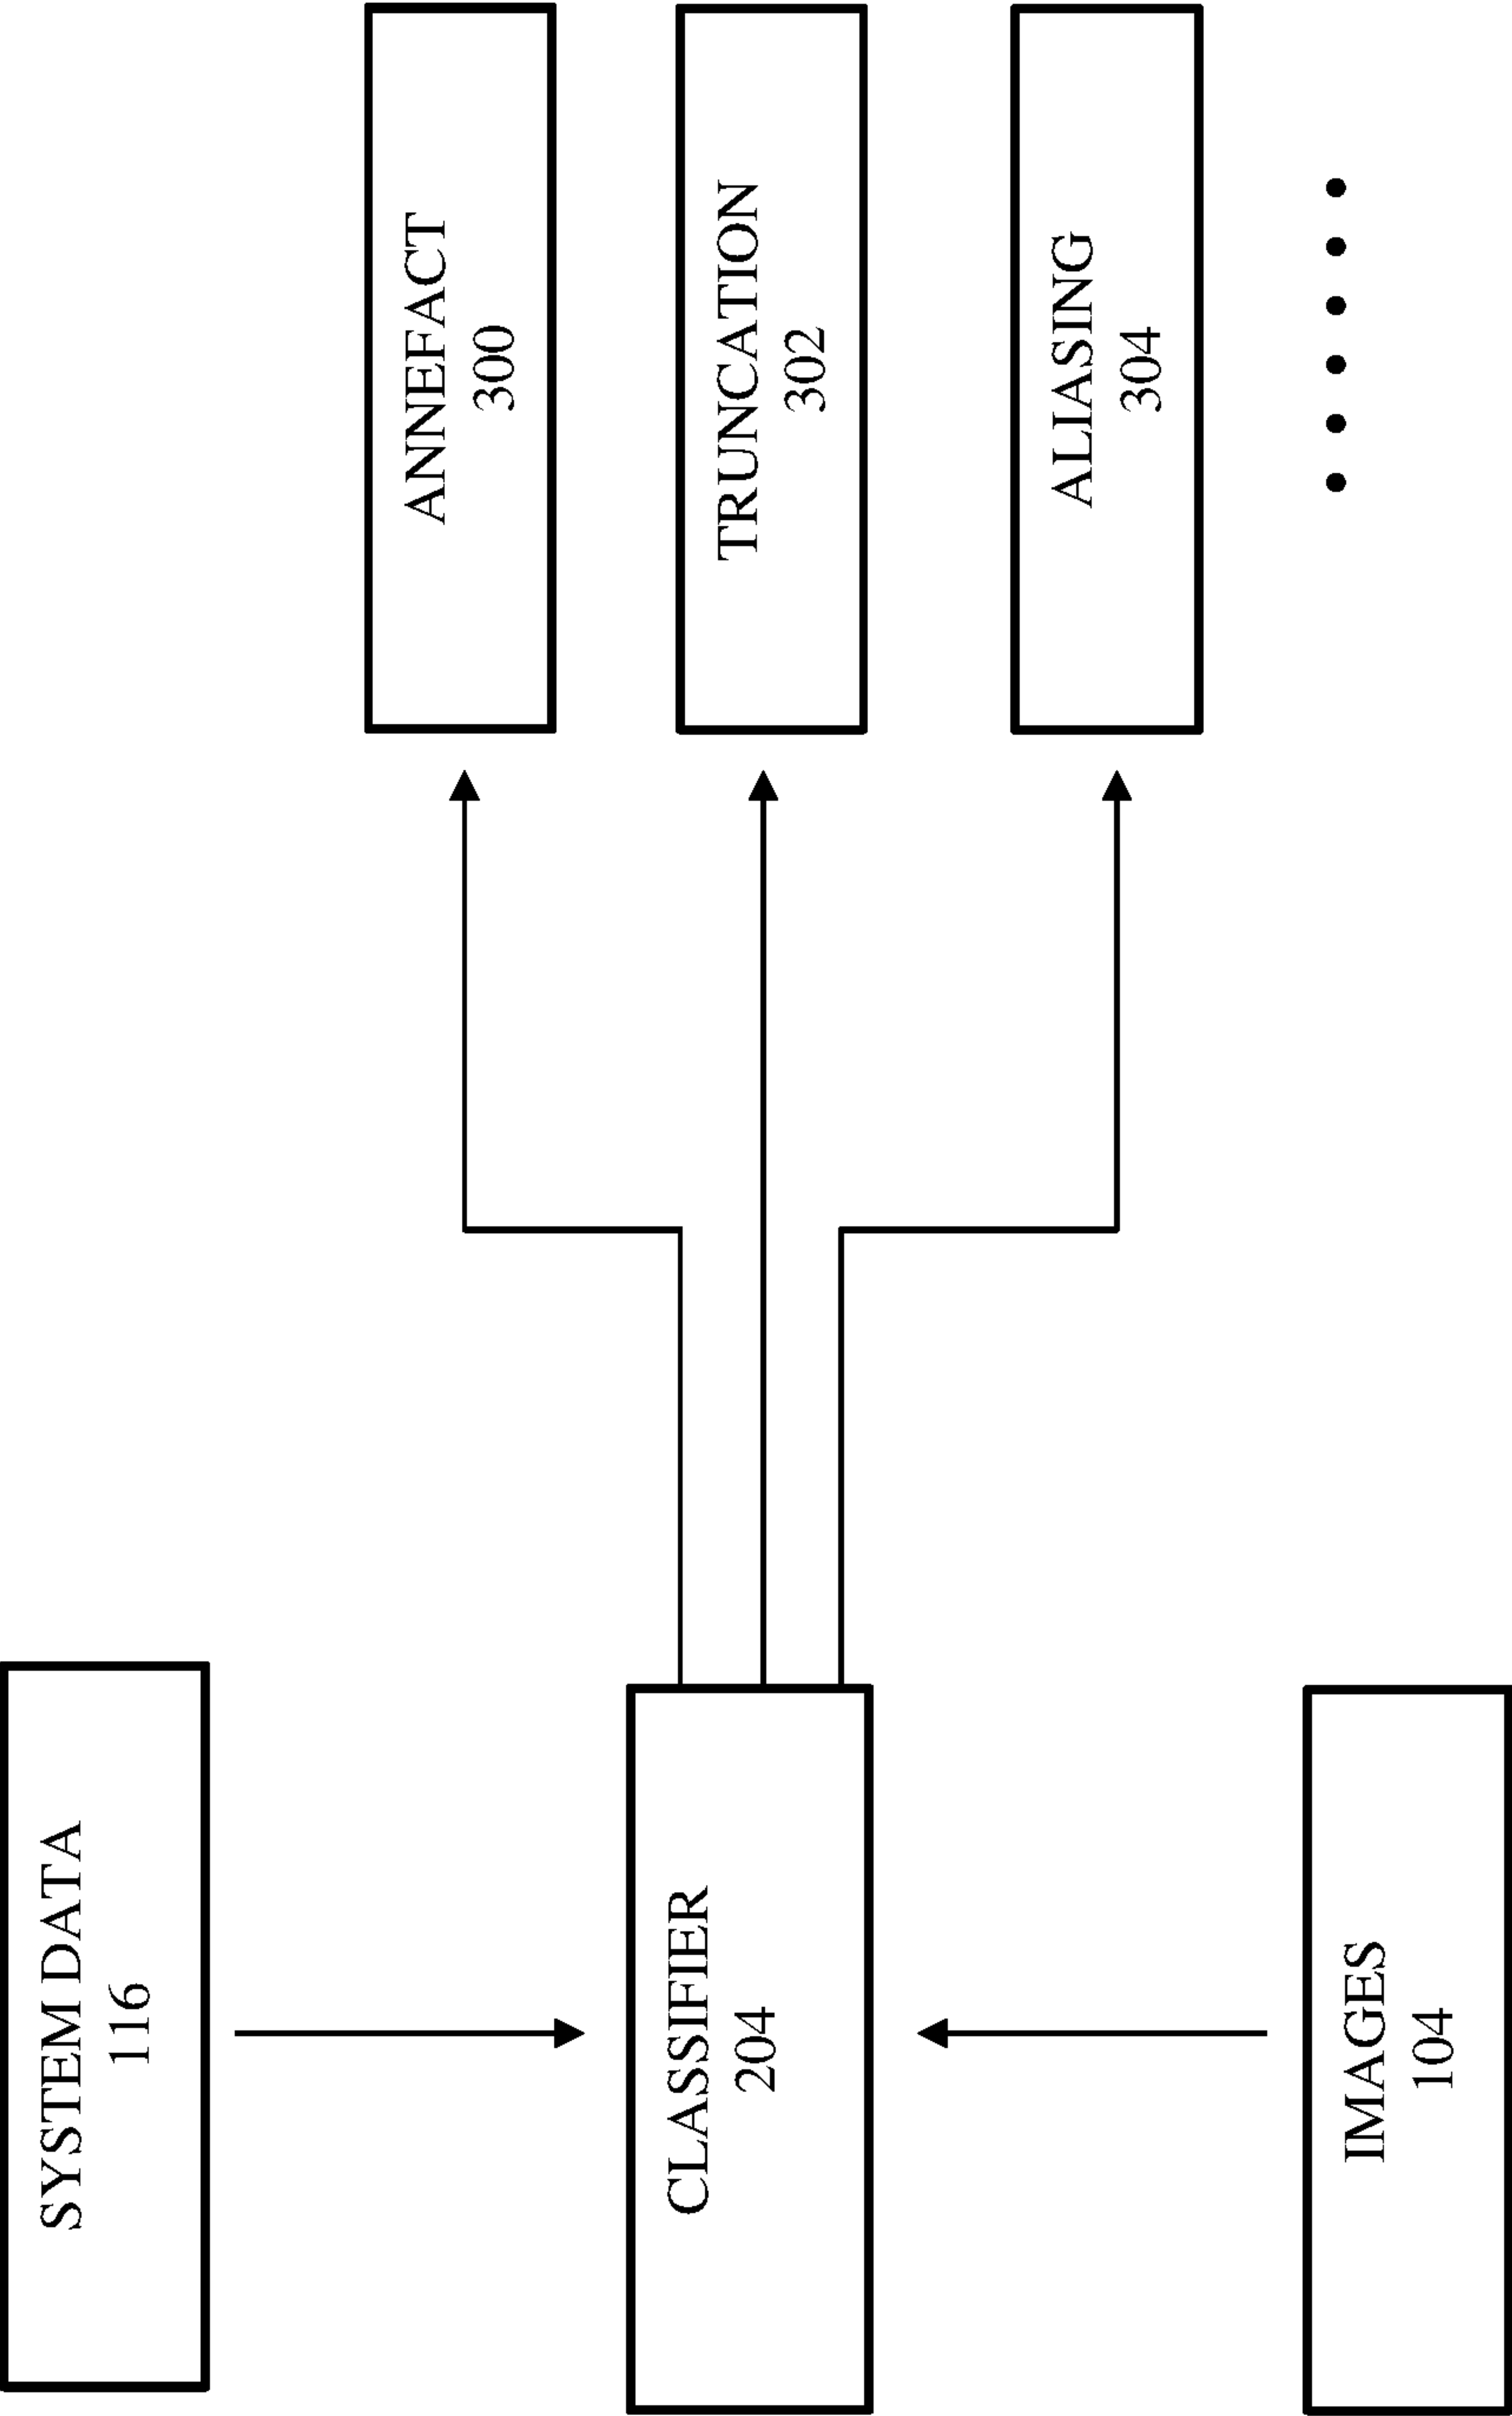 SYSTEM DATA
116
CLASSIFIER
204
IMAGES
104
ANNEFACT
300
TRUNCATION
302
ALIASING
304